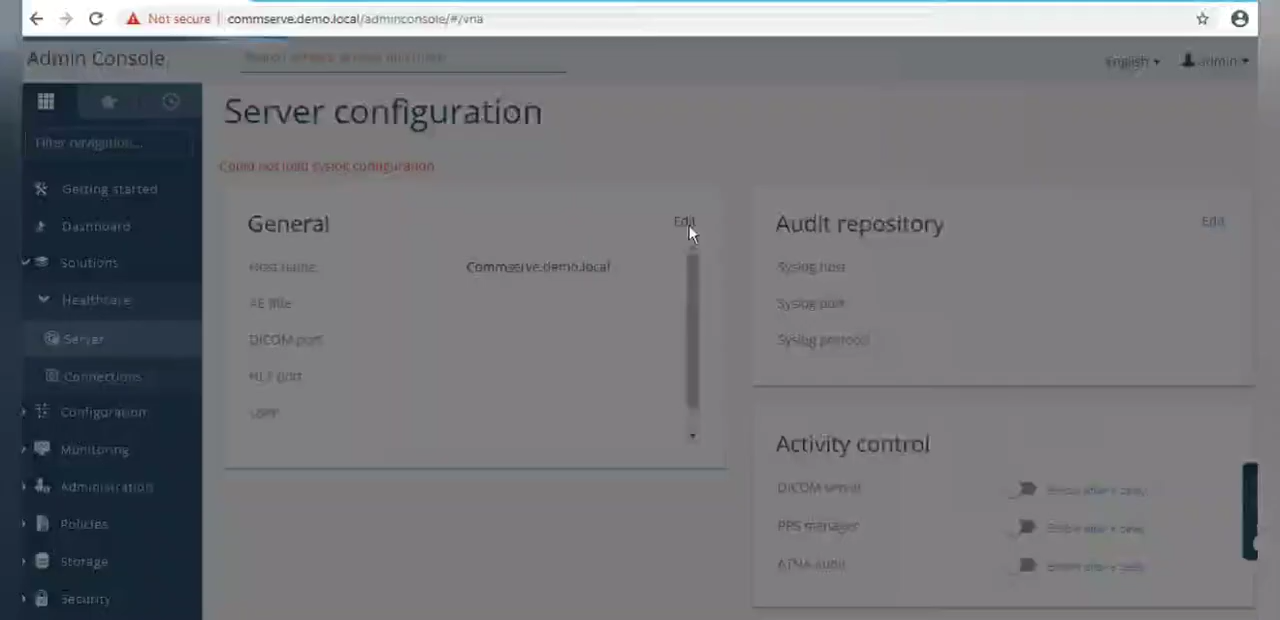 Not secure
commserve.demo.local/adminconsole/#/vna
Admin Console
English
admin
Server configuration
Filter navigation...
Could not load syslog configuration
Getting started
General
Edit
Audit repository
Edit
Dashboard
Solutions
Host name
Commserve.demo.local
Syslog host
Healthcare
AE title
Syslog port
Server
DICOM port
Syslog protocol
Connections
HL7 port
Configuration
Monitoring
Activity control
Administration
DICOM server
Policies
PPS manager
Storage
ATNA audit
Security